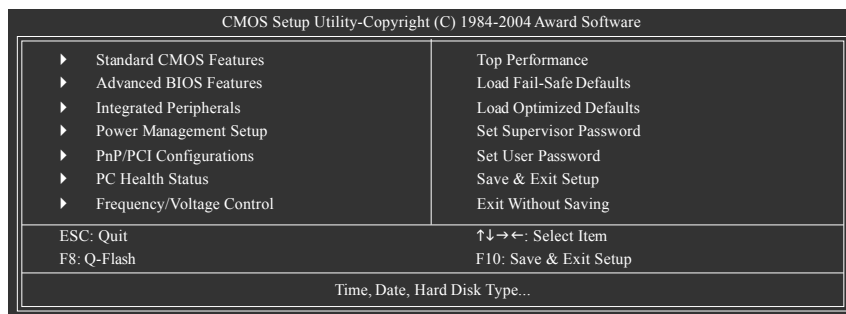 CMOS Setup Utility-Copyright (C) 1984-2004 Award Software
Standard CMOS Features
Advanced BIOS Features
Integrated Peripherals
Power Management Setup
PnP/PCI Configurations
PC Health Status
Frequency/Voltage Control
Top Performance
Load Fail-Safe Defaults
Load Optimized Defaults
Set Supervisor Password
Set User Password
Save & Exit Setup
Exit Without Saving
ESC: Quit
↑↓→←: Select Item
F8: Q-Flash
F10: Save & Exit Setup
Time, Date, Hard Disk Type...